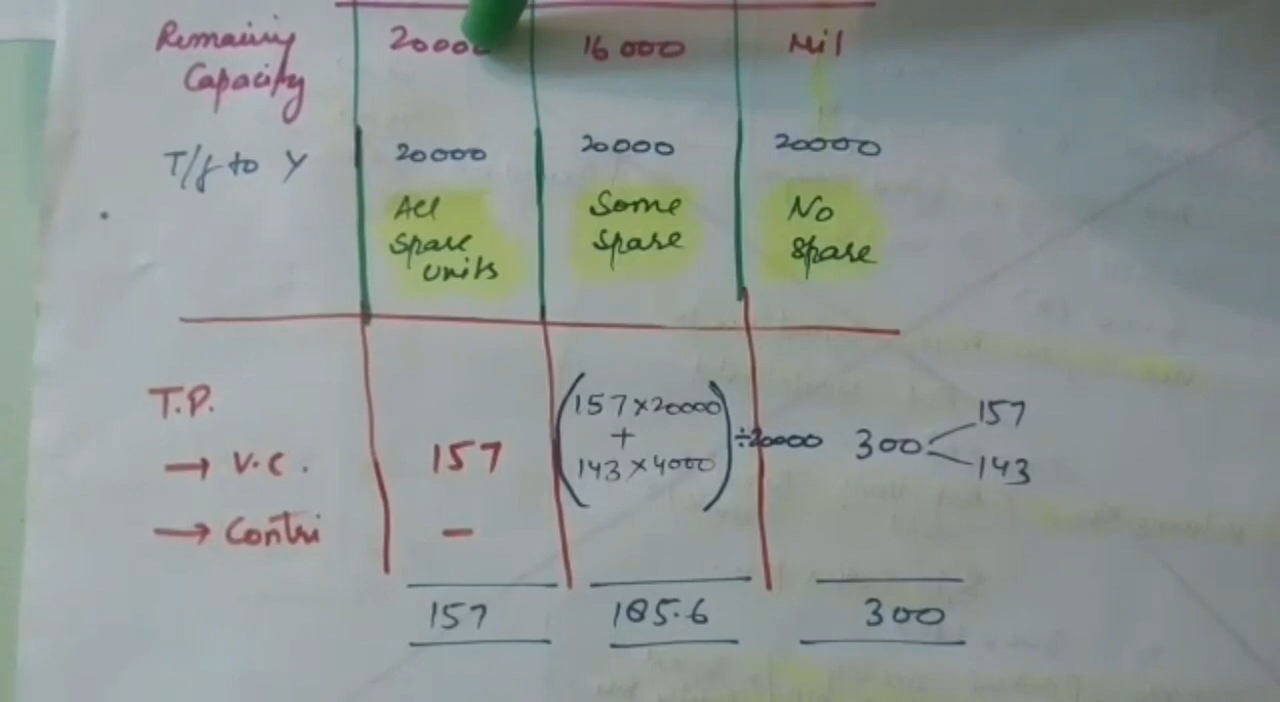 Remainig 20000 16000 Nil
Capacity
T/f to Y 20000 20000 20000
All Some No
Spare Spare Spare
units
T.P.
(157×20000 + 143×4000) ÷20000 300 157 143
→ V.C. 157
→ Contri –
157 185.6 300